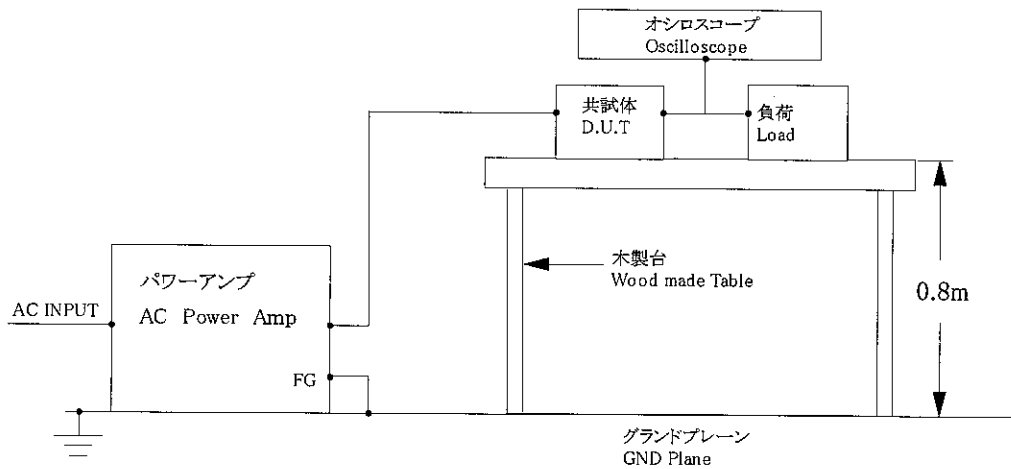 オシロスコープ
Oscilloscope
共試体
D.U.T
負荷
Load
木製台
Wood made Table
0.8m
パワーアンプ
AC Power Amp
AC INPUT
FG
グランドプレーン
GND Plane